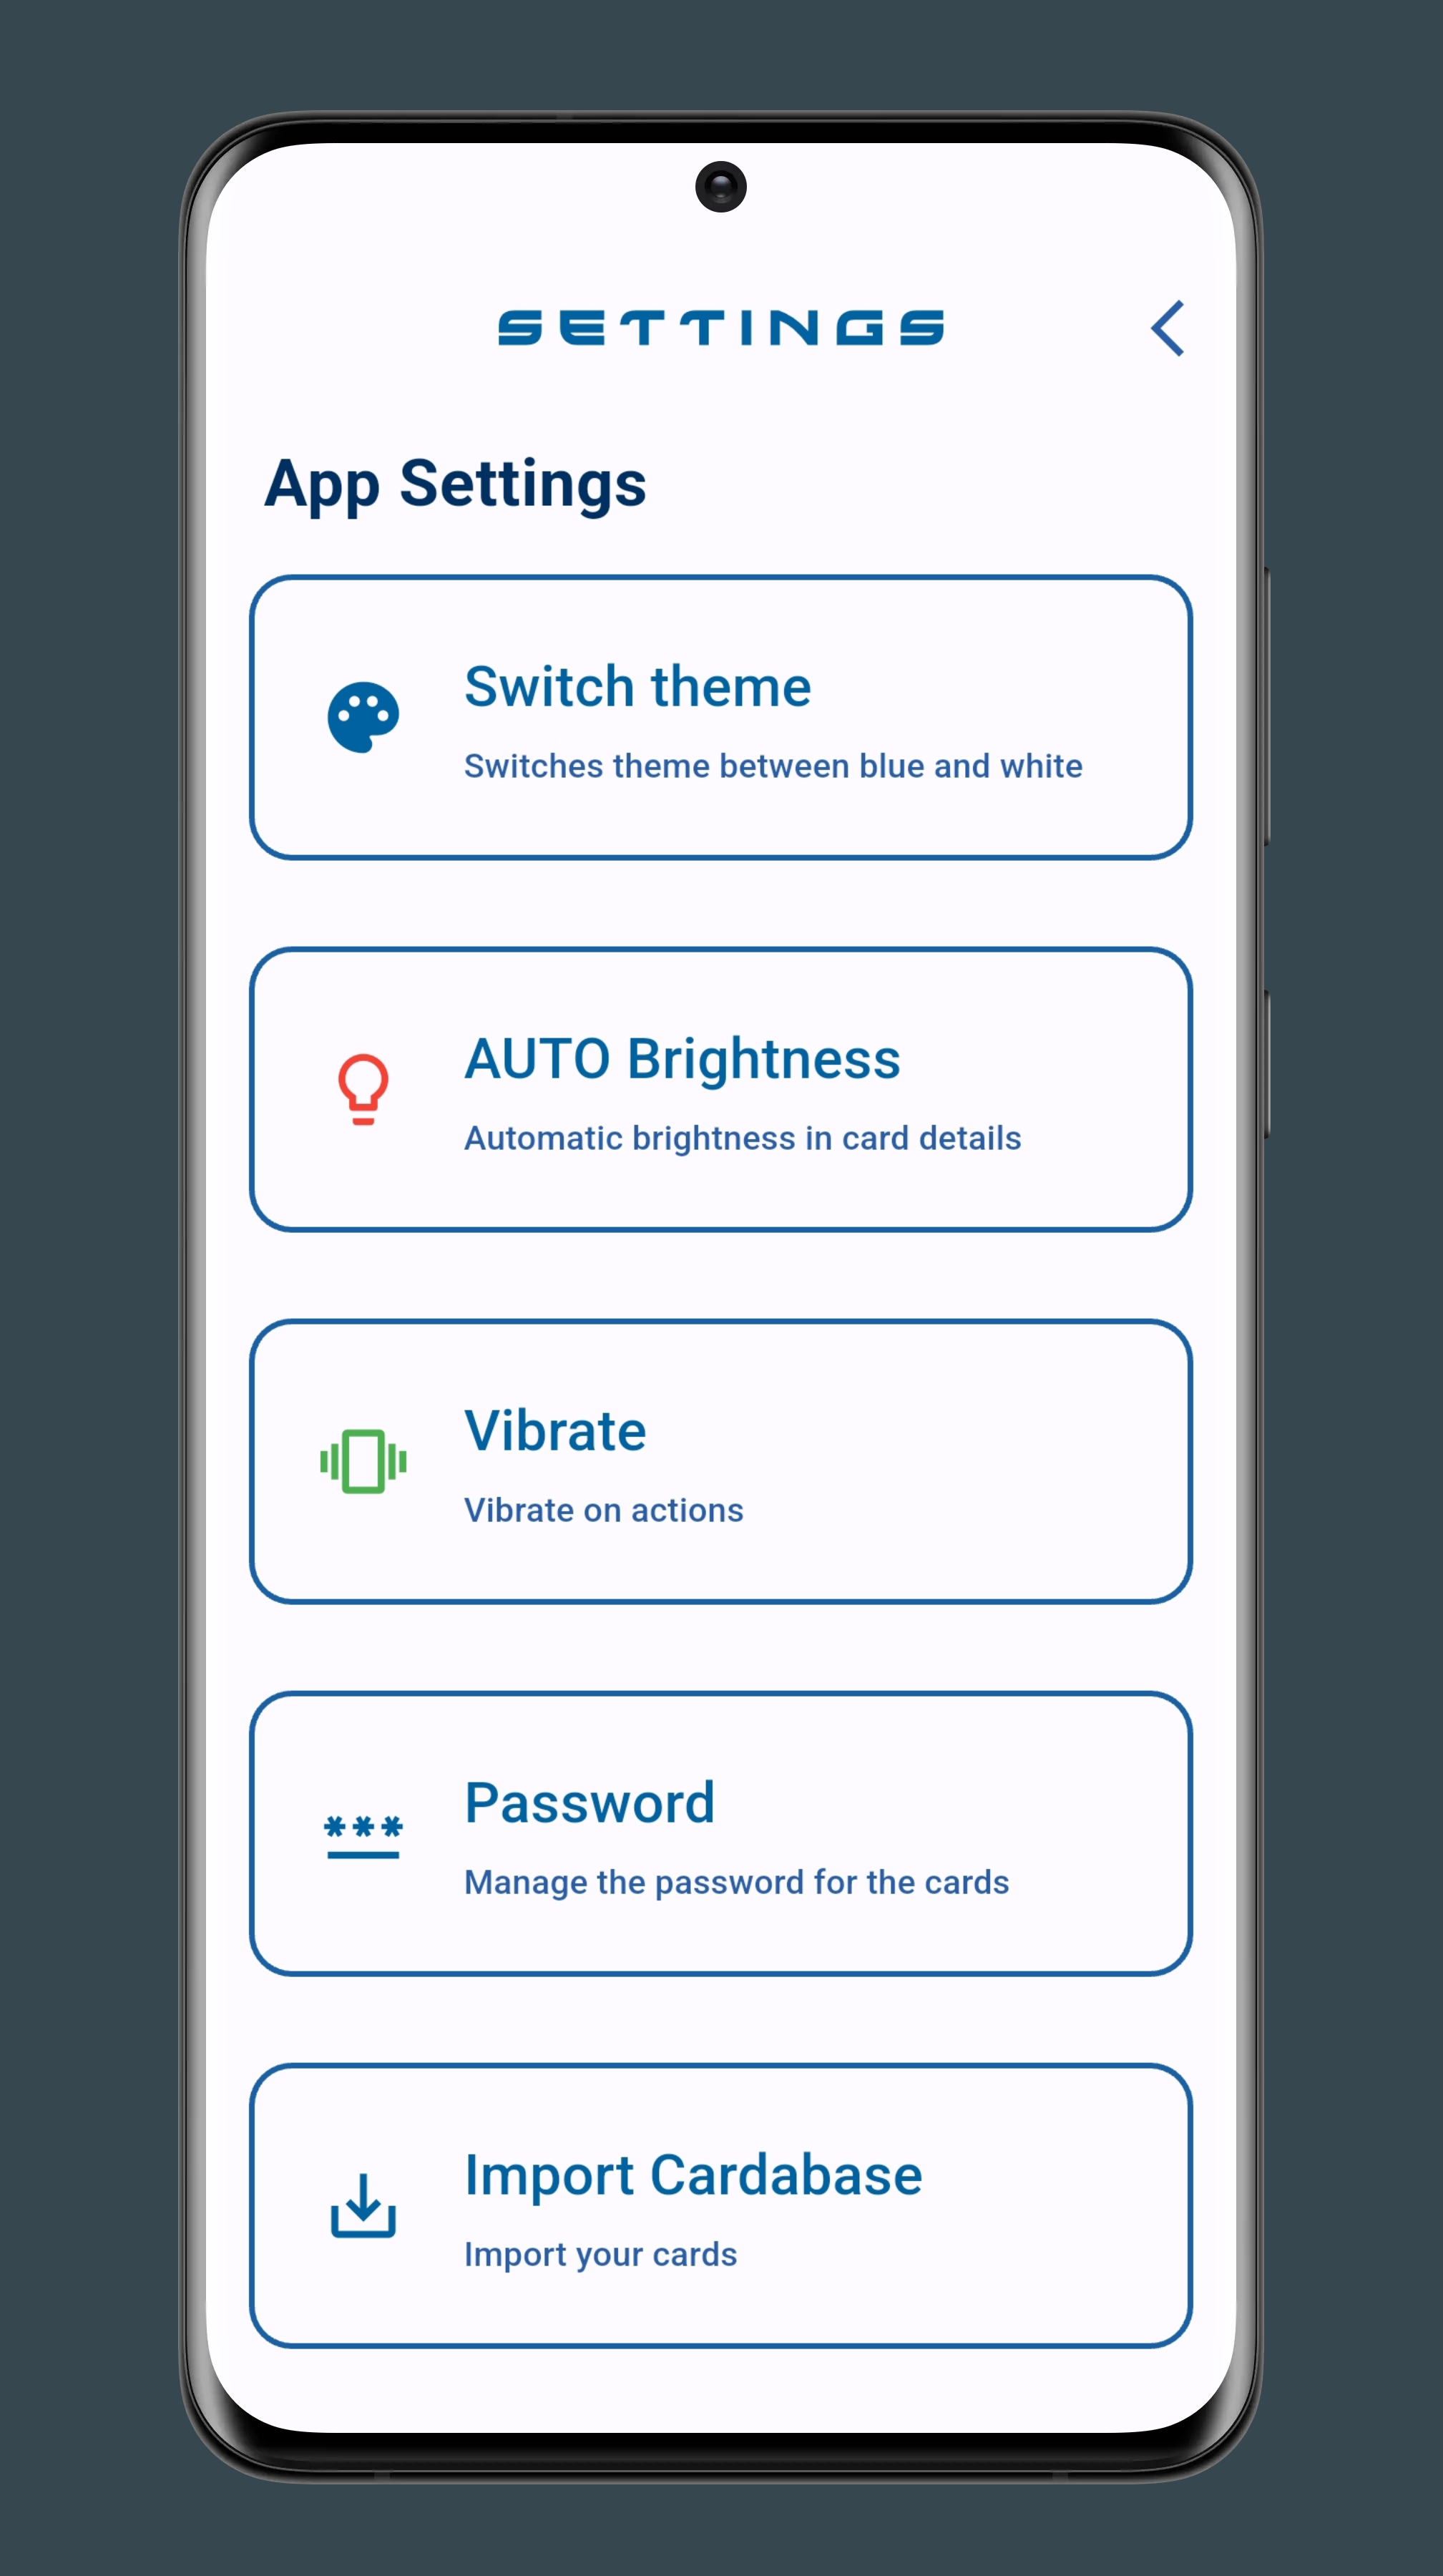 SETTINGS
App Settings
Switch theme
Switches theme between blue and white
AUTO Brightness
Automatic brightness in card details
Vibrate
Vibrate on actions
Password
Manage the password for the cards
Import Cardabase
Import your cards